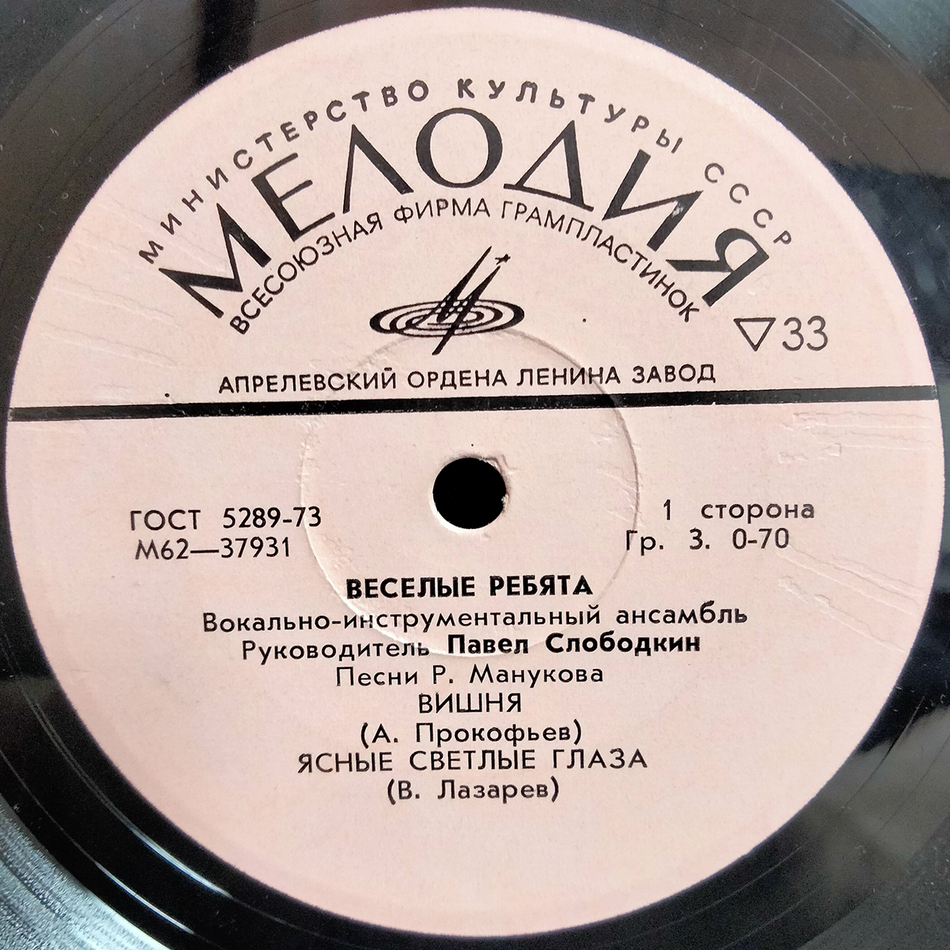 МИНИСТЕРСТВО КУЛЬТУРЫ СССР
МЕЛОДИЯ
ВСЕСОЮЗНАЯ ФИРМА ГРАМПЛАСТИНОК
▽33
АПРЕЛЕВСКИЙ ОРДЕНА ЛЕНИНА ЗАВОД
ГОСТ 5289-73
М62—37931
1 сторона
Гр. 3. 0-70
ВЕСЕЛЫЕ РЕБЯТА
Вокально-инструментальный ансамбль
Руководитель Павел Слободкин
Песни Р. Манукова
ВИШНЯ
(А. Прокофьев)
ЯСНЫЕ СВЕТЛЫЕ ГЛАЗА
(В. Лазарев)